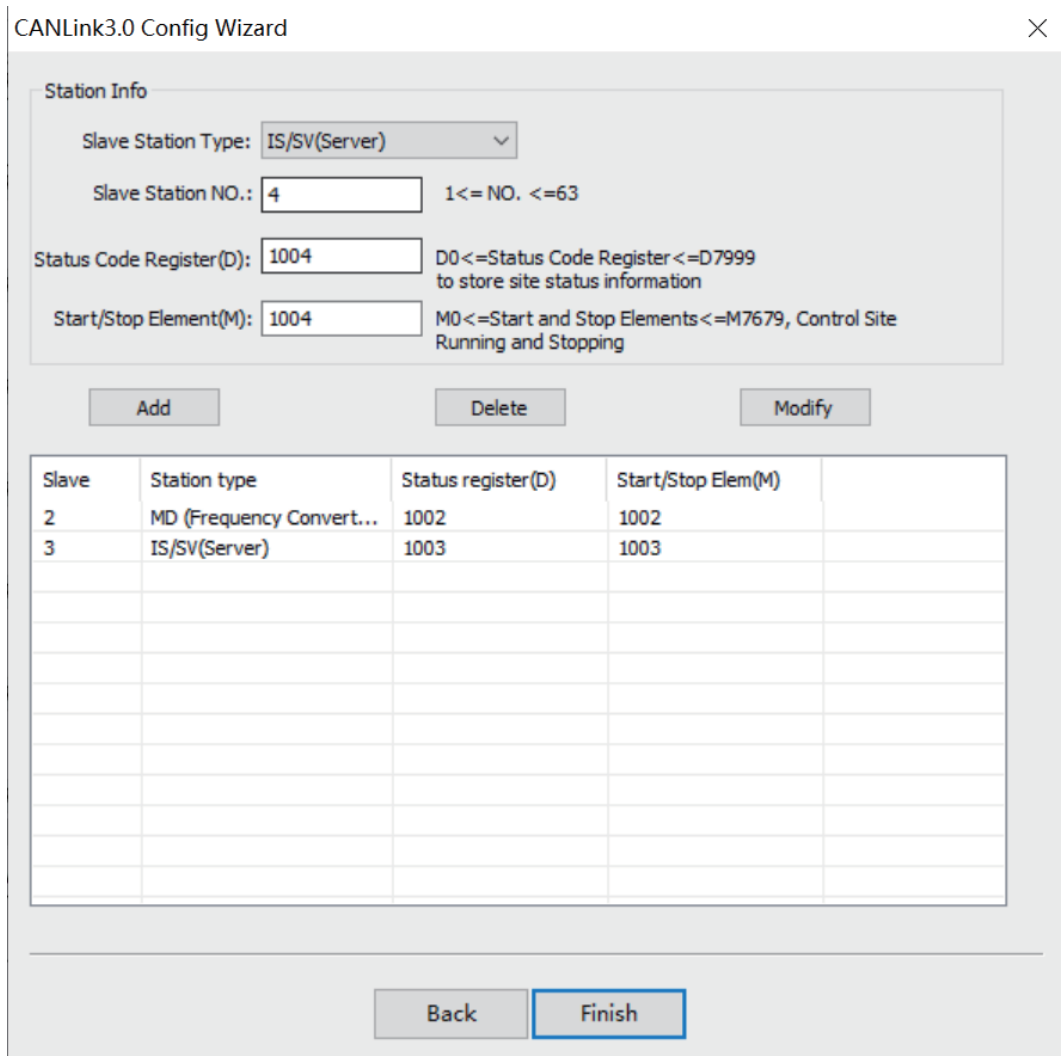 CANLink3.0 Config Wizard
Station Info
Slave Station Type: IS/SV(Server)
Slave Station NO.: 4 1<= NO. <=63
Status Code Register(D): 1004 D0<=Status Code Register<=D7999
to store site status information
Start/Stop Element(M): 1004 M0<=Start and Stop Elements<=M7679, Control Site
Running and Stopping
Add Delete Modify
Slave Station type Status register(D) Start/Stop Elem(M)
2 MD (Frequency Convert... 1002 1002
3 IS/SV(Server) 1003 1003
Back Finish